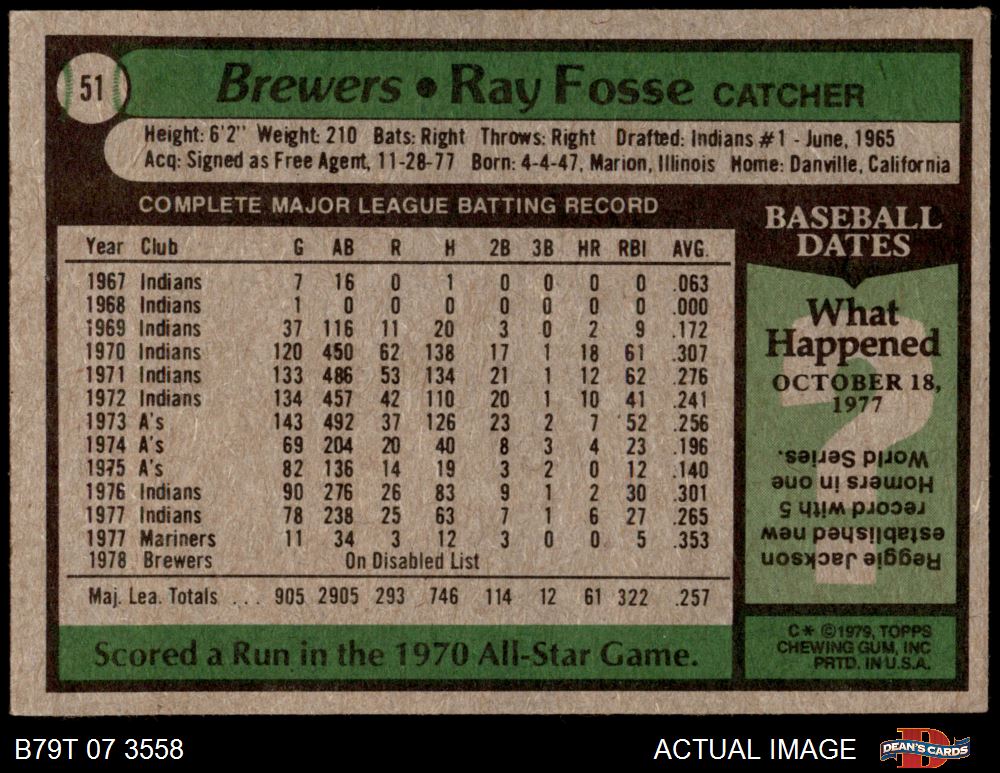 51
Brewers • Ray Fosse CATCHER
Height: 6'2" Weight: 210 Bats: Right Throws: Right Drafted: Indians #1 - June, 1965
Acq: Signed as Free Agent, 11-28-77 Born: 4-4-47, Marion, Illinois Home: Danville, California
COMPLETE MAJOR LEAGUE BATTING RECORD
Year Club G AB R H 2B 3B HR RBI AVG.
1967 Indians 7 16 0 1 0 0 0 0 .063
1968 Indians 1 0 0 0 0 0 0 0 .000
1969 Indians 37 116 11 20 3 0 2 9 .172
1970 Indians 120 450 62 138 17 1 18 61 .307
1971 Indians 133 486 53 134 21 1 12 62 .276
1972 Indians 134 457 42 110 20 1 10 41 .241
1973 A's 143 492 37 126 23 2 7 52 .256
1974 A's 69 204 20 40 8 3 4 23 .196
1975 A's 82 136 14 19 3 2 0 12 .140
1976 Indians 90 276 26 83 9 1 2 30 .301
1977 Indians 78 238 25 63 7 1 6 27 .265
1977 Mariners 11 34 3 12 3 0 0 5 .353
1978 Brewers On Disabled List
Maj. Lea. Totals ... 905 2905 293 746 114 12 61 322 .257
Scored a Run in the 1970 All-Star Game.
BASEBALL
DATES
What
Happened
OCTOBER 18,
1977
Reggie Jackson
established new
record with 5
Homers in one
World Series.
C* ©1979, TOPPS
CHEWING GUM, INC
PRTD. IN U.S.A.
B79T 07 3558
ACTUAL IMAGE
DEAN'S CARDS